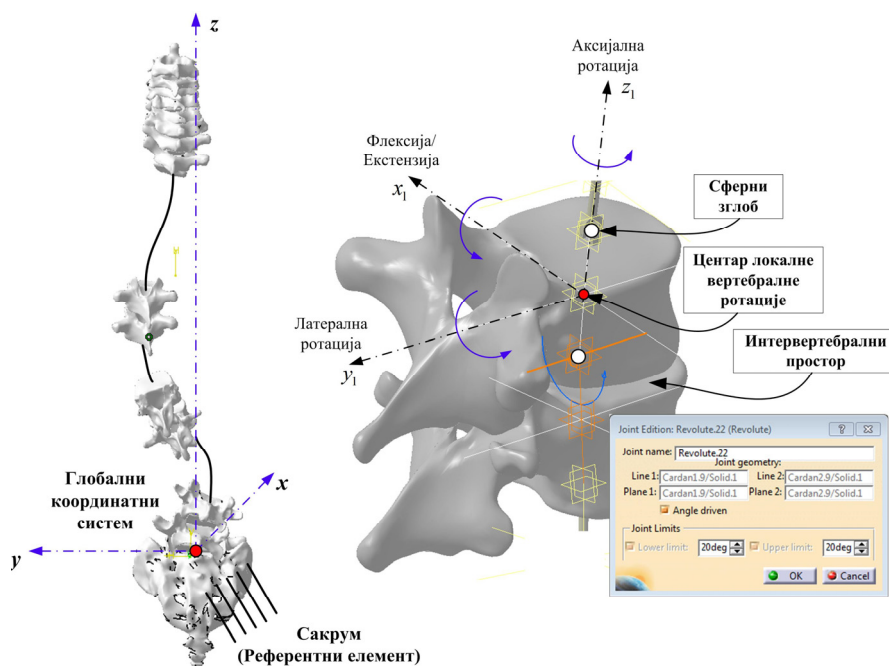 z
Глобални
координатни
систем
x
y
Сакрум
(Референтни елемент)
Аксијална
ротација
z₁
Флексија/
Екстензија
x₁
Латерална
ротација
y₁
Сферни
зглоб
Центар локалне
вертебралне
ротације
Интервертебрални
простор
Joint Edition: Revolute.22 (Revolute)
Joint name: Revolute.22
Joint geometry:
Line 1: Cardan1.9/Solid.1 Line 2: Cardan2.9/Solid.1
Plane 1: Cardan1.9/Solid.1 Plane 2: Cardan2.9/Solid.1
Angle driven
Joint Limits
Lower limit: 20deg Upper limit: 20deg
OK Cancel